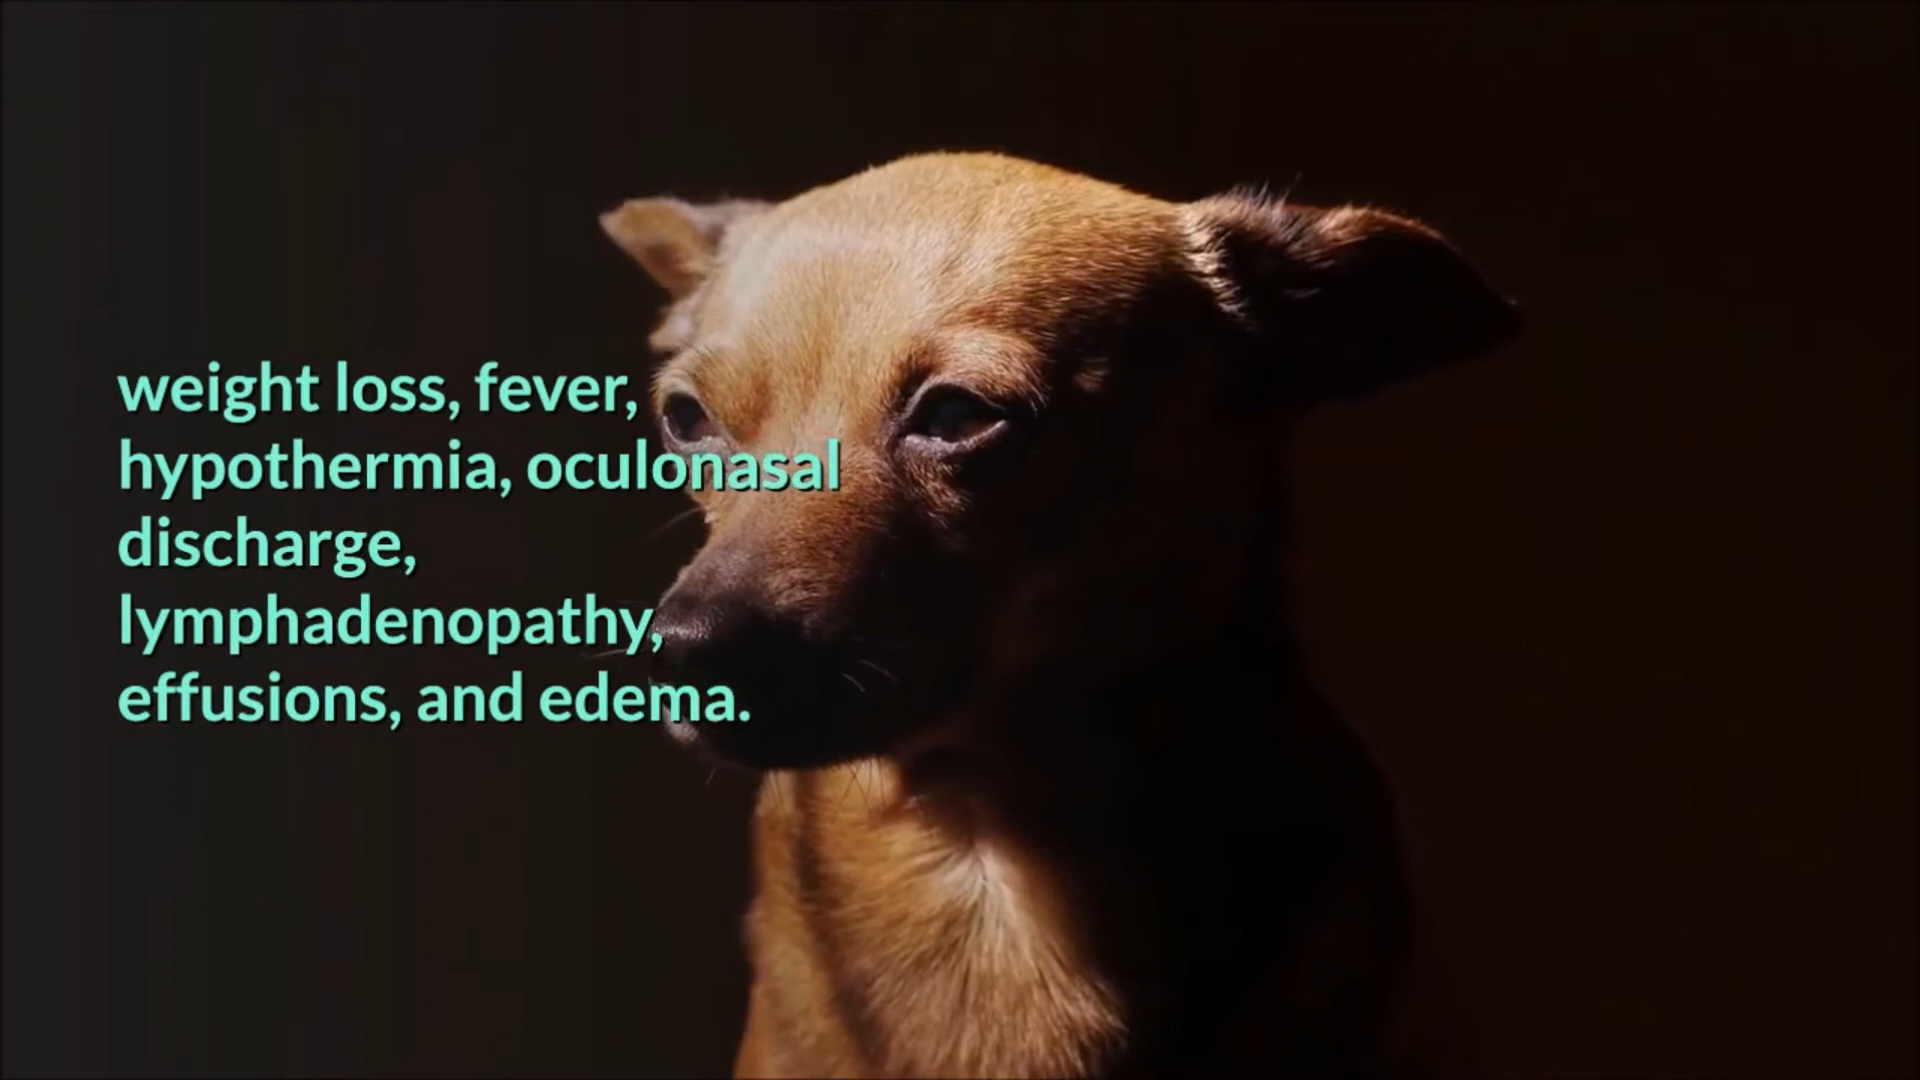 weight loss, fever,
hypothermia, oculonasal
discharge,
lymphadenopathy,
effusions, and edema.